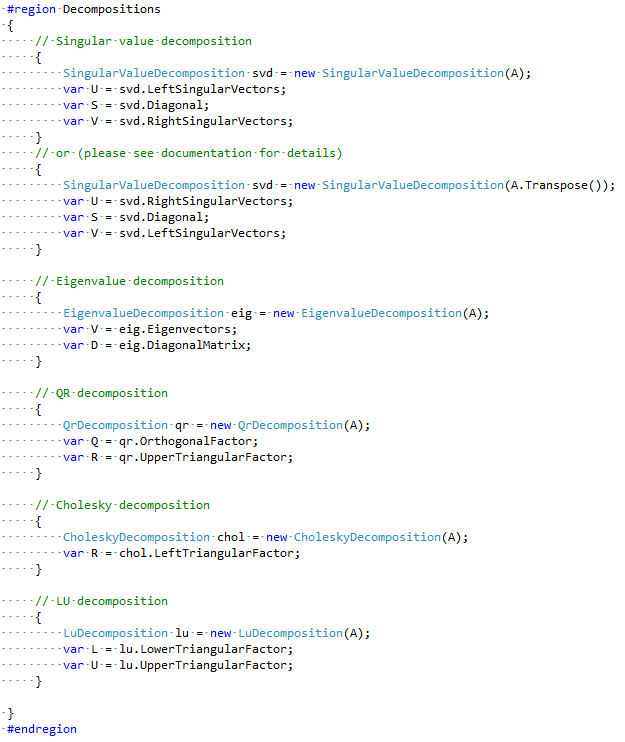 #region Decompositions
{
// Singular value decomposition
{
SingularValueDecomposition svd = new SingularValueDecomposition(A);
var U = svd.LeftSingularVectors;
var S = svd.Diagonal;
var V = svd.RightSingularVectors;
}
// or (please see documentation for details)
{
SingularValueDecomposition svd = new SingularValueDecomposition(A.Transpose());
var U = svd.RightSingularVectors;
var S = svd.Diagonal;
var V = svd.LeftSingularVectors;
}
// Eigenvalue decomposition
{
EigenvalueDecomposition eig = new EigenvalueDecomposition(A);
var V = eig.Eigenvectors;
var D = eig.DiagonalMatrix;
}
// QR decomposition
{
QrDecomposition qr = new QrDecomposition(A);
var Q = qr.OrthogonalFactor;
var R = qr.UpperTriangularFactor;
}
// Cholesky decomposition
{
CholeskyDecomposition chol = new CholeskyDecomposition(A);
var R = chol.LeftTriangularFactor;
}
// LU decomposition
{
LuDecomposition lu = new LuDecomposition(A);
var L = lu.LowerTriangularFactor;
var U = lu.UpperTriangularFactor;
}
}
#endregion